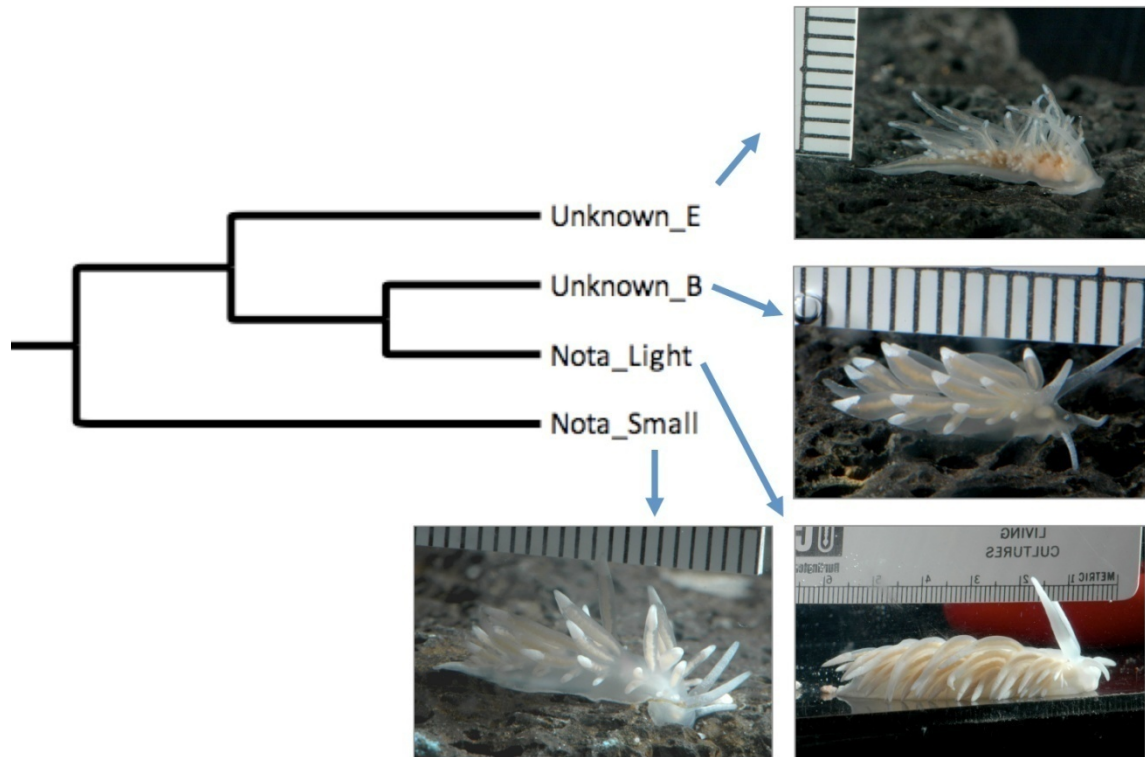 Unknown_E
Unknown_B
Nota_Light
Nota_Small
LIVING
CULTURES
METRIC 1 2 3 4 5 6